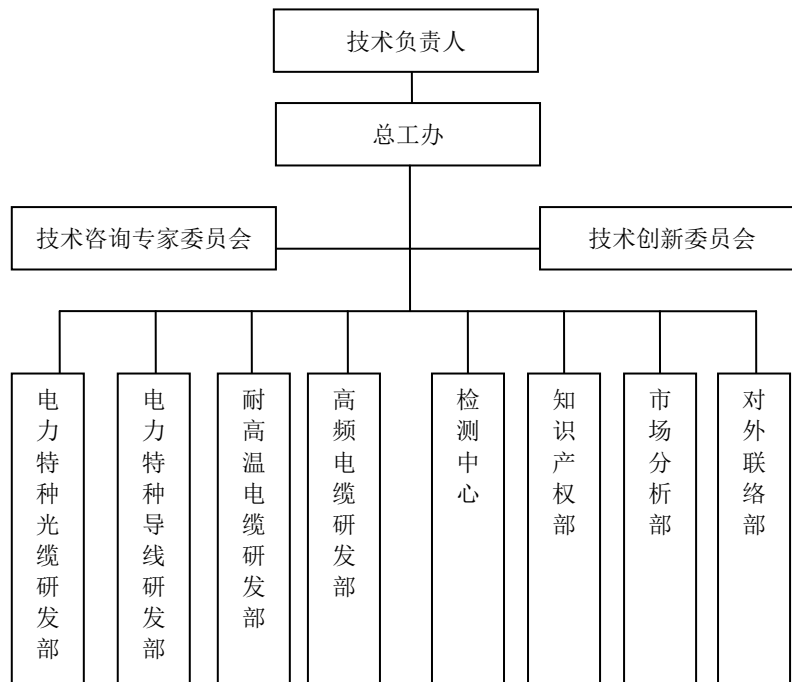 技术负责人
总工办
技术咨询专家委员会
技术创新委员会
电力特种光缆研发部
电力特种导线研发部
耐高温电缆研发部
高频电缆研发部
检测中心
知识产权部
市场分析部
对外联络部